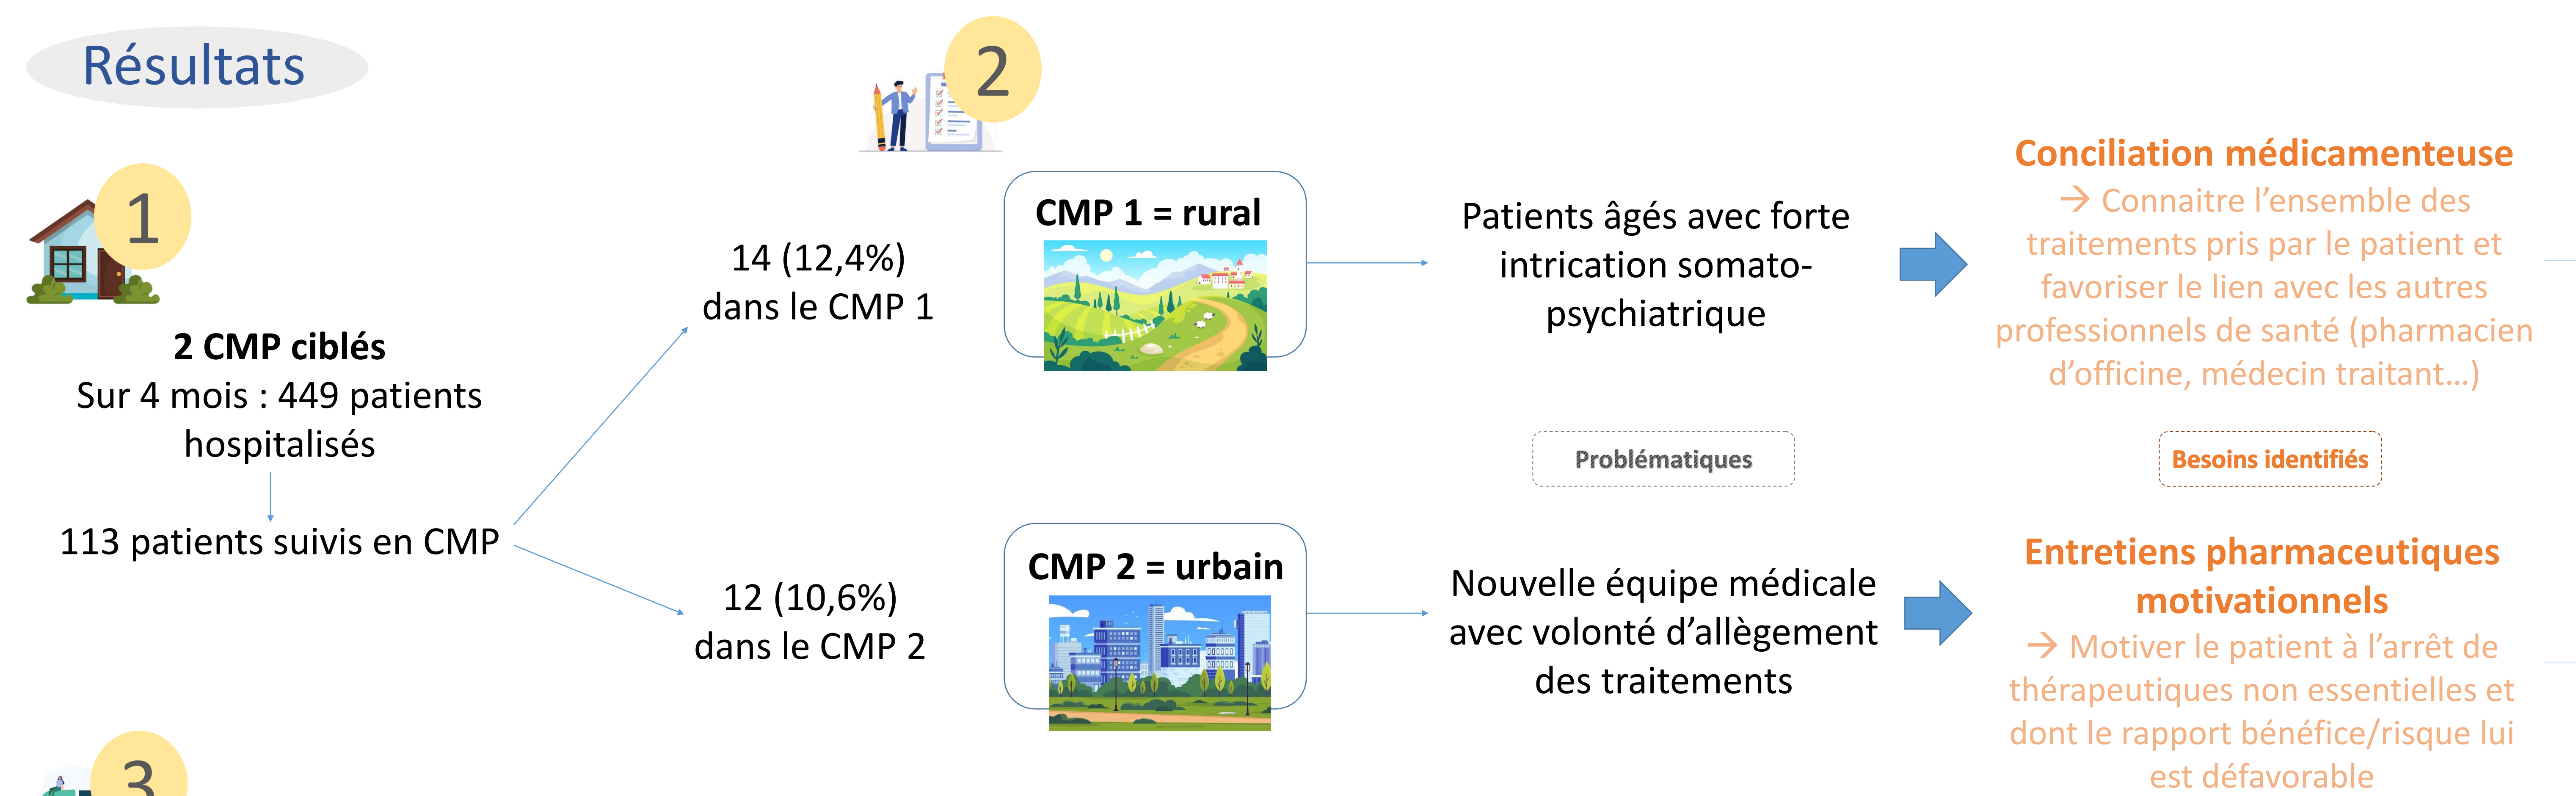 Résultats
1
2 CMP ciblés
Sur 4 mois : 449 patients
hospitalisés
113 patients suivis en CMP
2
14 (12,4%)
dans le CMP 1
CMP 1 = rural
Patients âgés avec forte
intrication somato-
psychiatrique
Conciliation médicamenteuse
→ Connaitre l’ensemble des
traitements pris par le patient et
favoriser le lien avec les autres
professionnels de santé (pharmacien
d’officine, médecin traitant…)
Problématiques
Besoins identifiés
12 (10,6%)
dans le CMP 2
CMP 2 = urbain
Nouvelle équipe médicale
avec volonté d’allègement
des traitements
Entretiens pharmaceutiques
motivationnels
→ Motiver le patient à l’arrêt de
thérapeutiques non essentielles et
dont le rapport bénéfice/risque lui
est défavorable
3